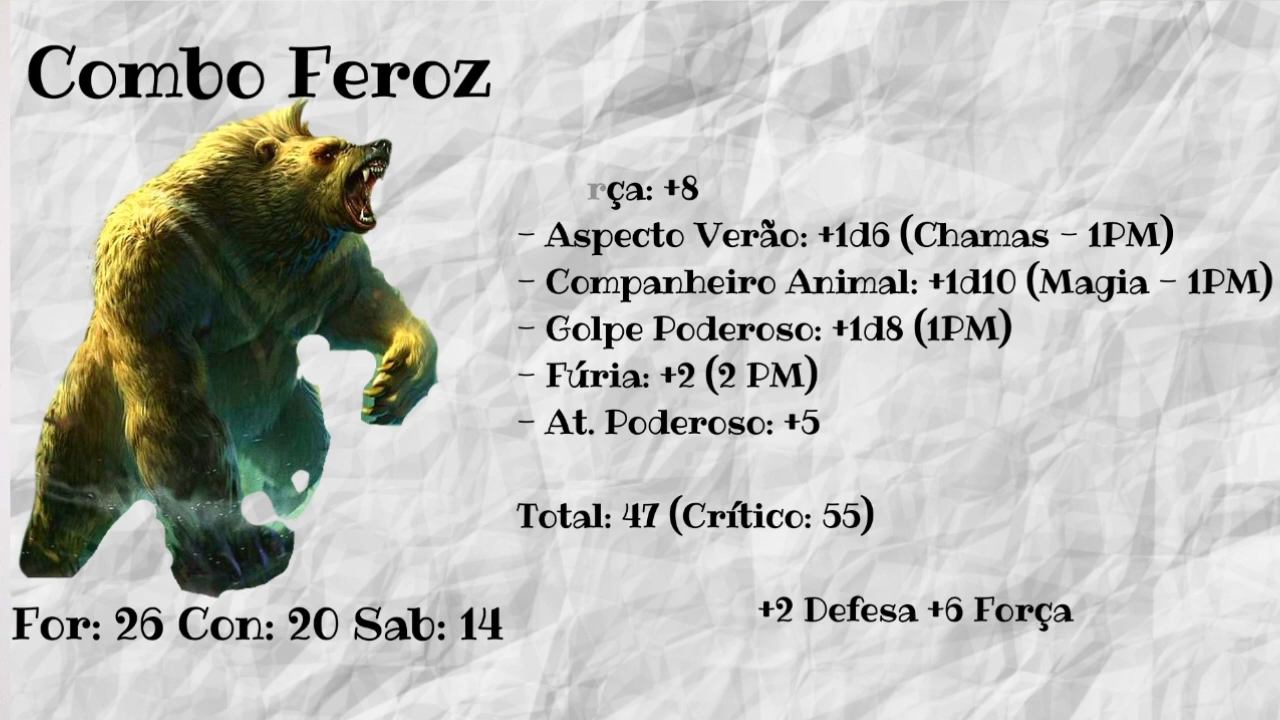 Combo Feroz
rça: +8
- Aspecto Verão: +1d6 (Chamas - 1PM)
- Companheiro Animal: +1d10 (Magia - 1PM)
- Golpe Poderoso: +1d8 (1PM)
- Fúria: +2 (2 PM)
- At. Poderoso: +5
Total: 47 (Crítico: 55)
For: 26 Con: 20 Sab: 14
+2 Defesa +6 Força